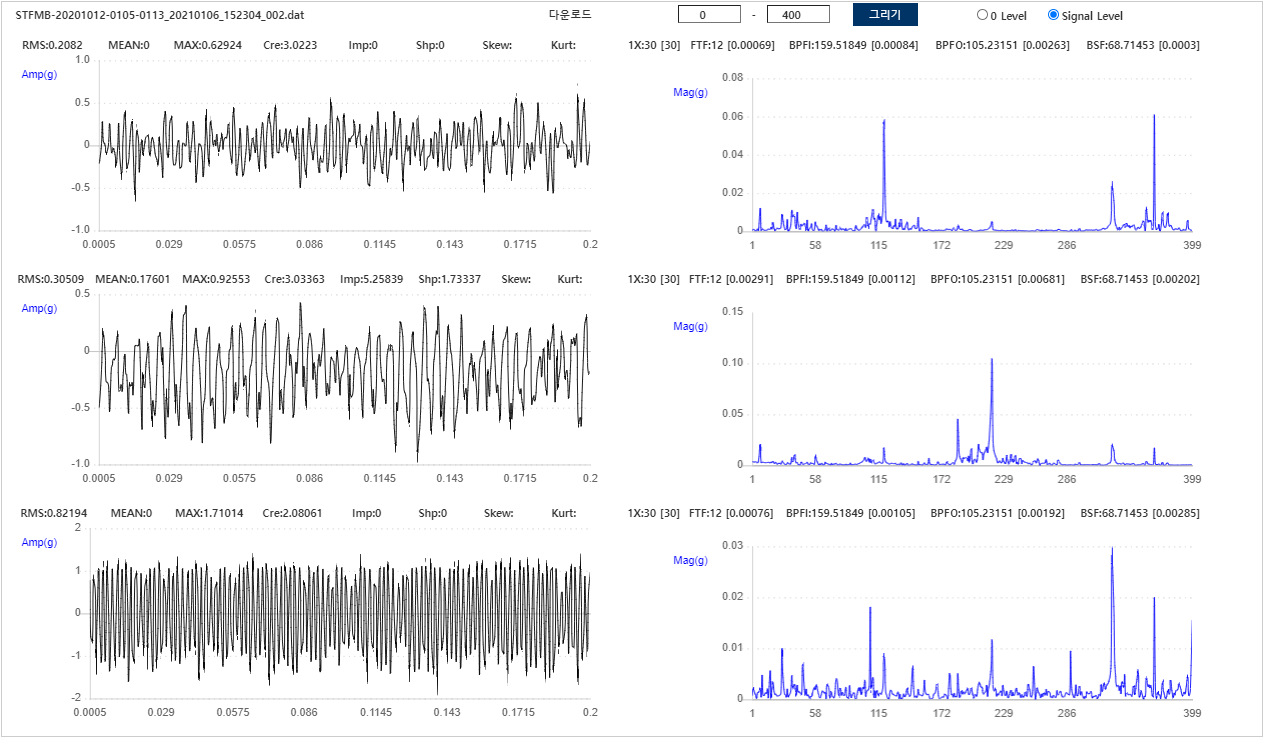 STFMB-20201012-0105-0113_20210106_152304_002.dat 다운로드 0 - 400 그리기 0 Level Signal Level
RMS:0.2082 MEAN:0 MAX:0.62924 Cre:3.0223 Imp:0 Shp:0 Skew: Kurt:
Amp(g)
1.0
0.5
0
-0.5
-1.0
0.0005 0.029 0.0575 0.086 0.1145 0.143 0.1715 0.2
1X:30 [30] FTF:12 [0.00069] BPFI:159.51849 [0.00084] BPFO:105.23151 [0.00263] BSF:68.71453 [0.0003]
Mag(g)
0.08
0.06
0.04
0.02
0
1 58 115 172 229 286 399
RMS:0.30509 MEAN:0.17601 MAX:0.92553 Cre:3.03363 Imp:5.25839 Shp:1.73337 Skew: Kurt:
Amp(g)
0.5
0
-0.5
-1.0
0.0005 0.029 0.0575 0.086 0.1145 0.143 0.1715 0.2
1X:30 [30] FTF:12 [0.00291] BPFI:159.51849 [0.00112] BPFO:105.23151 [0.00681] BSF:68.71453 [0.00202]
Mag(g)
0.15
0.10
0.05
0
1 58 115 172 229 286 399
RMS:0.82194 MEAN:0 MAX:1.71014 Cre:2.08061 Imp:0 Shp:0 Skew: Kurt:
Amp(g)
2
1
0
-1
-2
0.0005 0.029 0.0575 0.086 0.1145 0.143 0.1715 0.2
1X:30 [30] FTF:12 [0.00076] BPFI:159.51849 [0.00105] BPFO:105.23151 [0.00192] BSF:68.71453 [0.00285]
Mag(g)
0.03
0.02
0.01
0
1 58 115 172 229 286 399